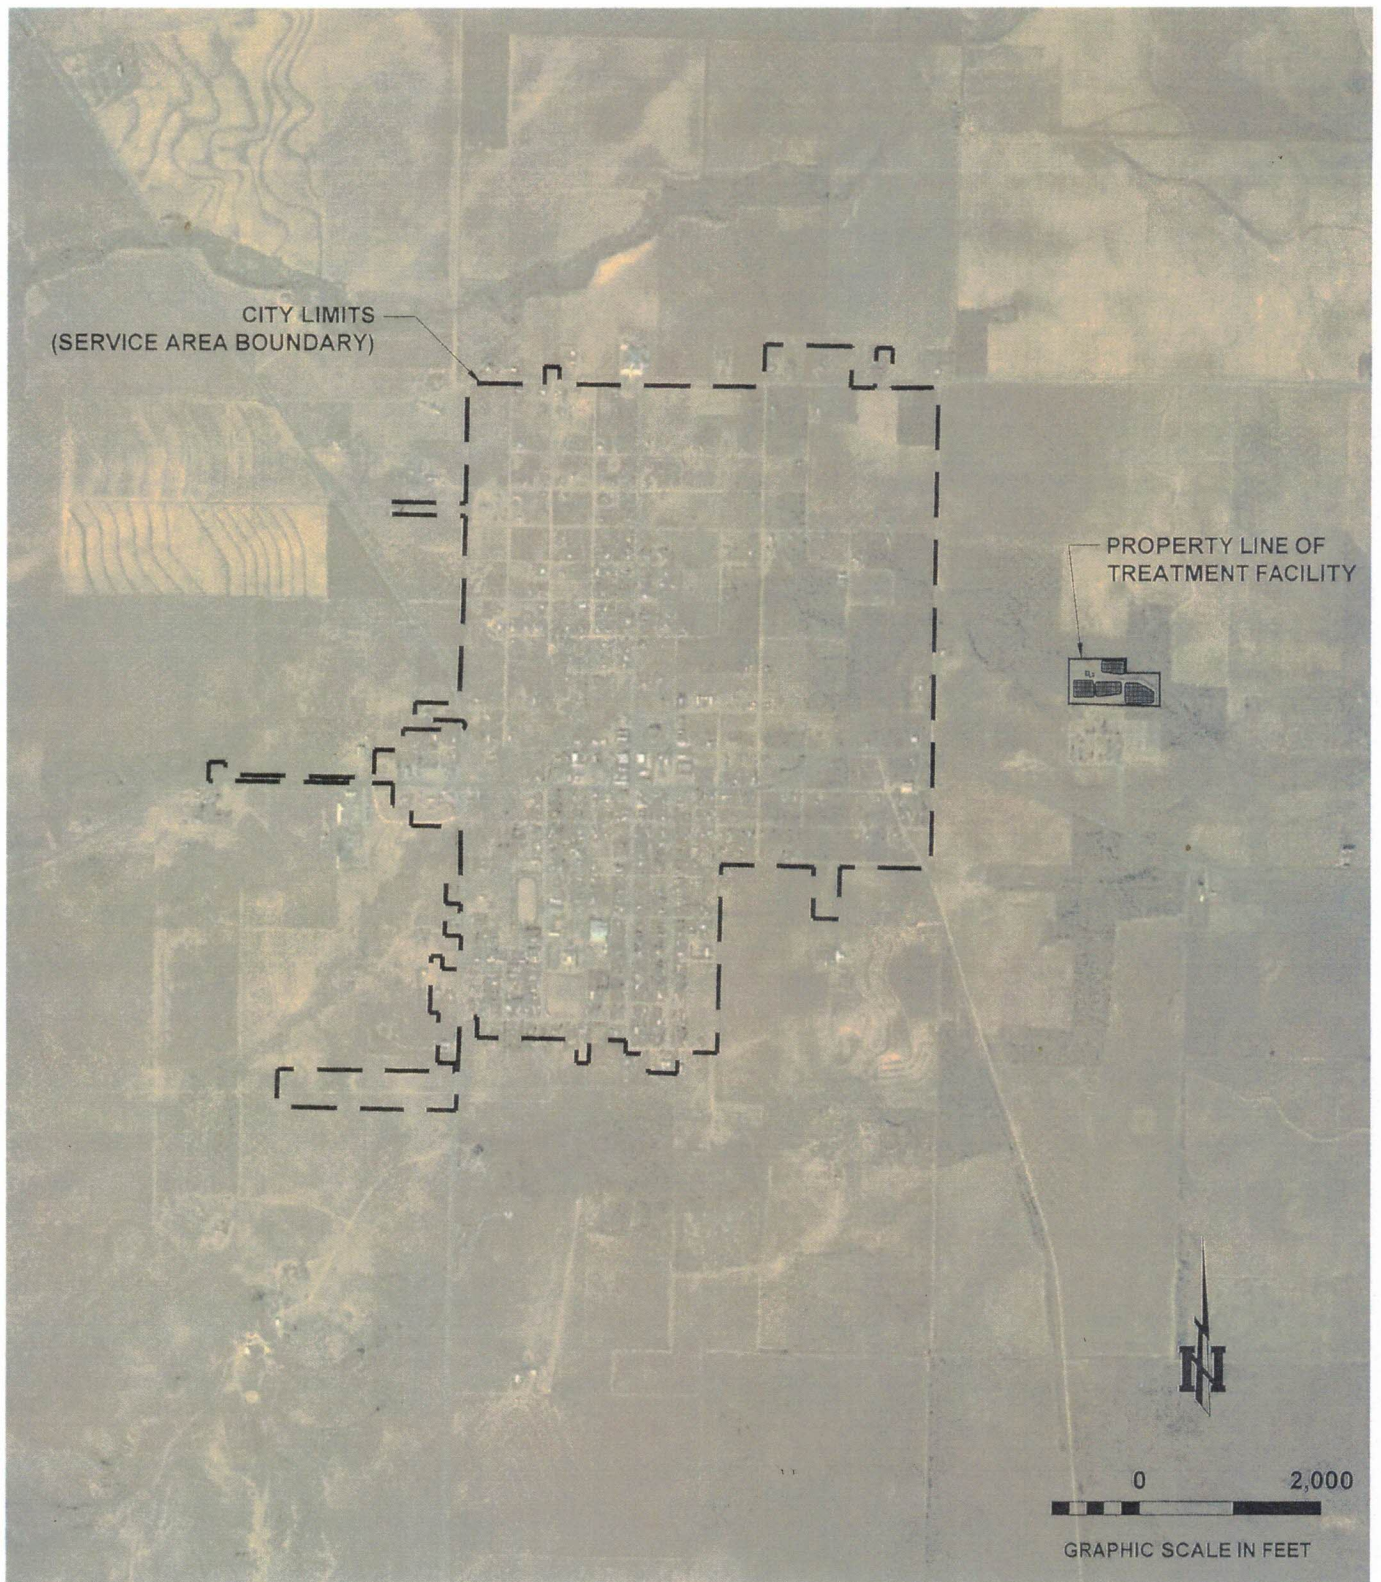 CITY LIMITS
(SERVICE AREA BOUNDARY)
PROPERTY LINE OF
TREATMENT FACILITY
N
0 2,000
GRAPHIC SCALE IN FEET